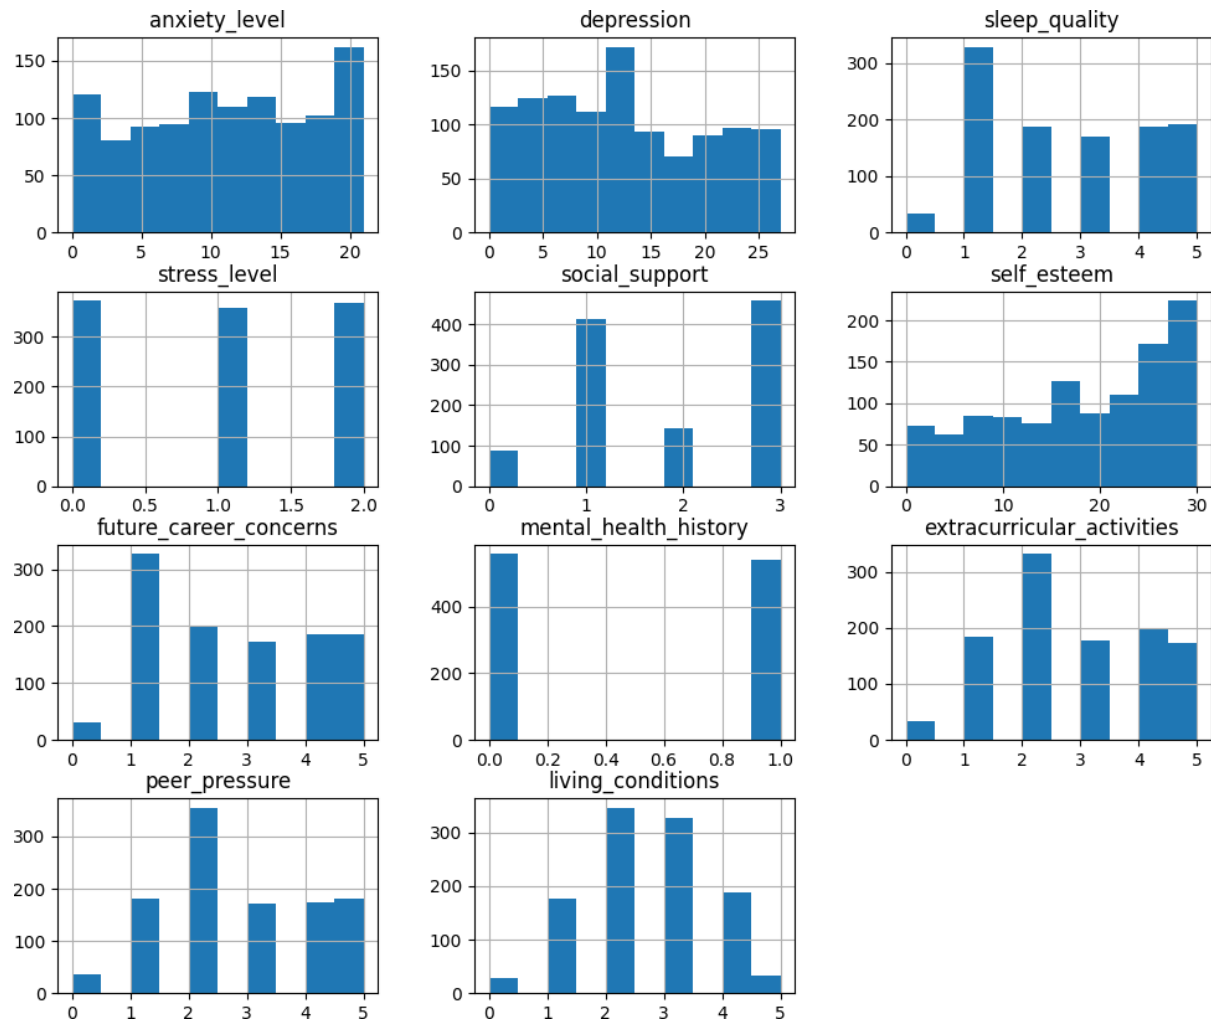 anxiety_level
150
100
50
0
0 5 10 15 20
depression
150
100
50
0
0 5 10 15 20 25
sleep_quality
300
200
100
0
0 1 2 3 4 5
stress_level
300
200
100
0
0.0 0.5 1.0 1.5 2.0
social_support
400
300
200
100
0
0 1 2 3
self_esteem
200
150
100
50
0
0 10 20 30
future_career_concerns
300
200
100
0
0 1 2 3 4 5
mental_health_history
400
200
0
0.0 0.2 0.4 0.6 0.8 1.0
extracurricular_activities
300
200
100
0
0 1 2 3 4 5
peer_pressure
300
200
100
0
0 1 2 3 4 5
living_conditions
300
200
100
0
0 1 2 3 4 5